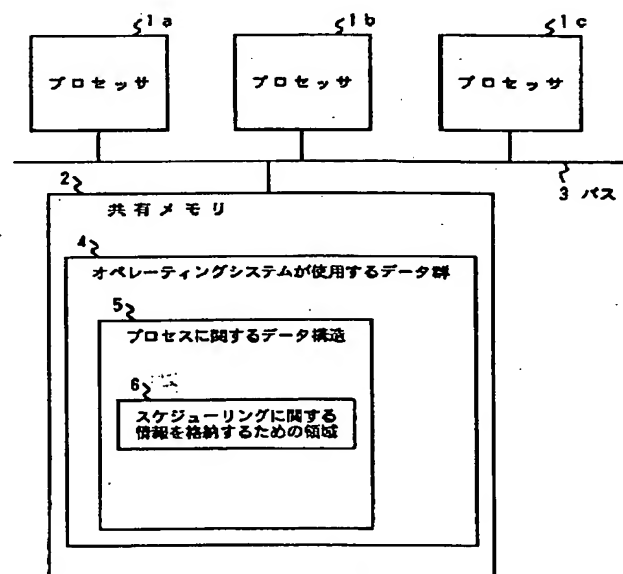 1a
1b
1c
プロセッサ
プロセッサ
プロセッサ
3 バス
2
共有メモリ
4
オペレーティングシステムが使用するデータ群
5
プロセスに関するデータ構造
6
スケジューリングに関する
情報を格納するための領域